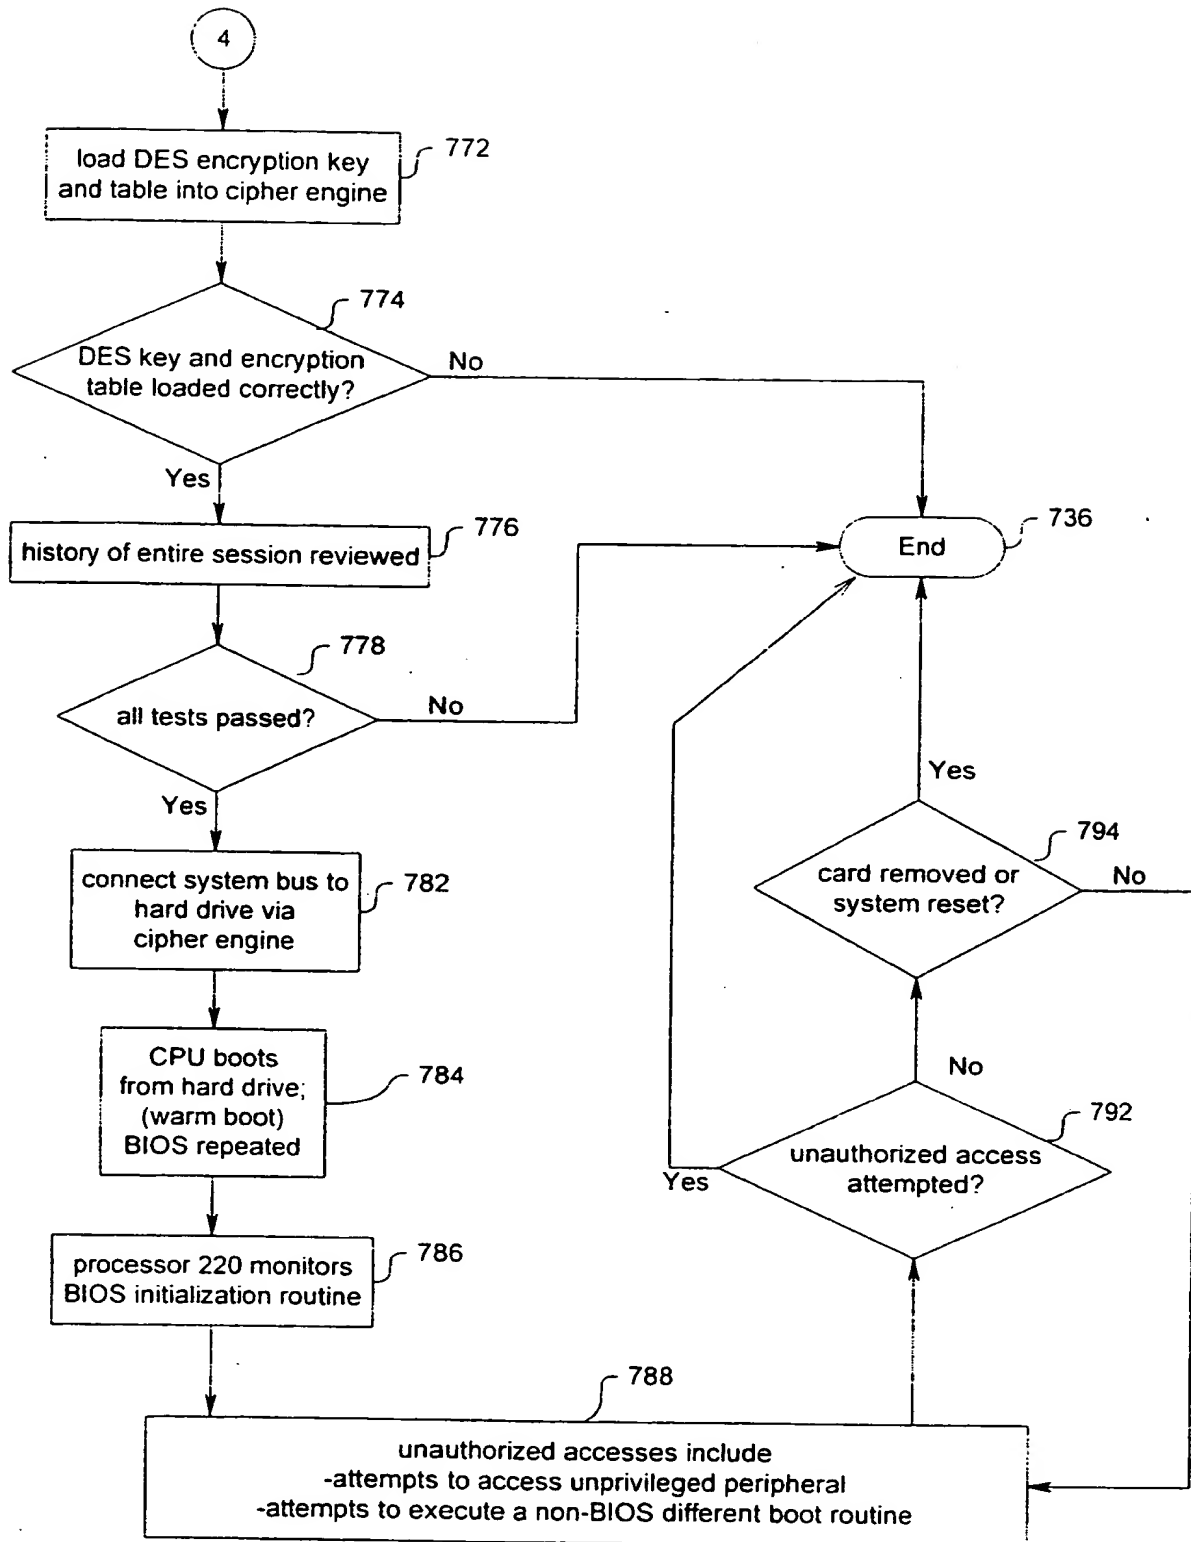 4
load DES encryption key
and table into cipher engine
772
774
DES key and encryption
table loaded correctly?
No
Yes
history of entire session reviewed
776
End
736
778
all tests passed?
No
Yes
connect system bus to
hard drive via
cipher engine
782
CPU boots
from hard drive;
(warm boot)
BIOS repeated
784
processor 220 monitors
BIOS initialization routine
786
Yes
794
card removed or
system reset?
No
No
792
unauthorized access
attempted?
Yes
788
unauthorized accesses include
-attempts to access unprivileged peripheral
-attempts to execute a non-BIOS different boot routine